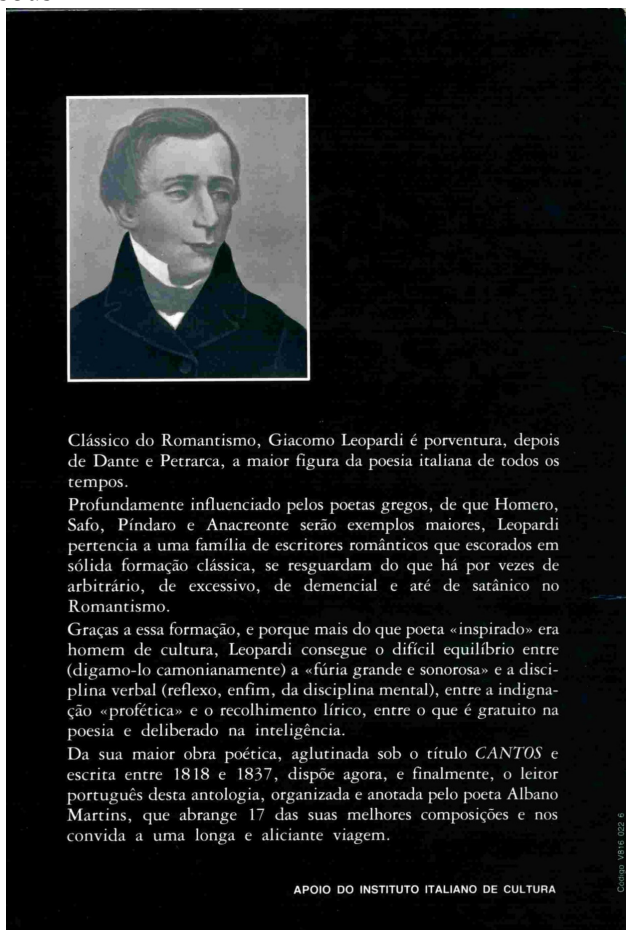 Clássico do Romantismo, Giacomo Leopardi é porventura, depois
de Dante e Petrarca, a maior figura da poesia italiana de todos os
tempos.
Profundamente influenciado pelos poetas gregos, de que Homero,
Safo, Píndaro e Anacreonte serão exemplos maiores, Leopardi
pertencia a uma família de escritores românticos que escorados em
sólida formação clássica, se resguardam do que há por vezes de
arbitrário, de excessivo, de demencial e até de satânico no
Romantismo.
Graças a essa formação, e porque mais do que poeta «inspirado» era
homem de cultura, Leopardi consegue o difícil equilíbrio entre
(digamo-lo camonianamente) a «fúria grande e sonorosa» e a disci-
plina verbal (reflexo, enfim, da disciplina mental), entre a indigna-
ção «profética» e o recolhimento lírico, entre o que é gratuito na
poesia e deliberado na inteligência.
Da sua maior obra poética, aglutinada sob o título CANTOS e
escrita entre 1818 e 1837, dispõe agora, e finalmente, o leitor
português desta antologia, organizada e anotada pelo poeta Albano
Martins, que abrange 17 das suas melhores composições e nos
convida a uma longa e aliciante viagem.
APOIO DO INSTITUTO ITALIANO DE CULTURA
Código V816 022 6